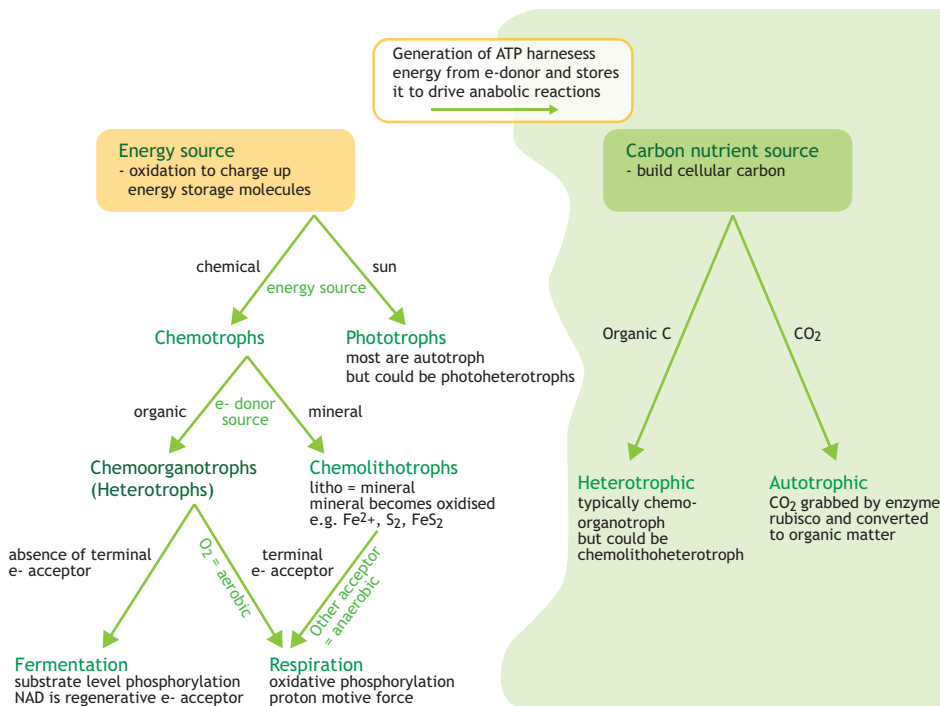 Generation of ATP harnesess
energy from e-donor and stores
it to drive anabolic reactions
Energy source
- oxidation to charge up
energy storage molecules
Carbon nutrient source
- build cellular carbon
chemical
sun
energy source
Chemotrophs
Phototrophs
most are autotroph
but could be photoheterotrophs
Organic C
CO₂
organic
e- donor
source
mineral
Chemoorganotrophs
(Heterotrophs)
Chemolithotrophs
litho = mineral
mineral becomes oxidised
e.g. Fe²⁺, S₂, FeS₂
Heterotrophic
typically chemo-
organotroph
but could be
chemolithoheterotroph
Autotrophic
CO₂ grabbed by enzyme
rubisco and converted
to organic matter
absence of terminal
e- acceptor
O₂ = aerobic
terminal
e- acceptor
Other acceptor
= anaerobic
Fermentation
substrate level phosphorylation
NAD is regenerative e- acceptor
Respiration
oxidative phosphorylation
proton motive force